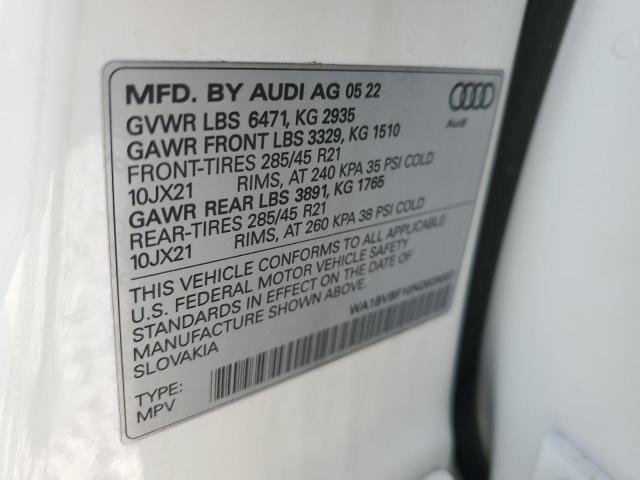 MFD. BY AUDI AG 05 22
GVWR LBS 6471, KG 2935
GAWR FRONT LBS 3329, KG 1510
FRONT-TIRES 285/45 R21
10JX21 RIMS, AT 240 KPA 35 PSI COLD
GAWR REAR LBS 3891, KG 1765
REAR-TIRES 285/45 R21
10JX21 RIMS, AT 260 KPA 38 PSI COLD
Audi
THIS VEHICLE CONFORMS TO ALL APPLICABLE
U.S. FEDERAL MOTOR VEHICLE SAFETY
STANDARDS IN EFFECT ON THE DATE OF
MANUFACTURE SHOWN ABOVE.
SLOVAKIA
TYPE:
MPV